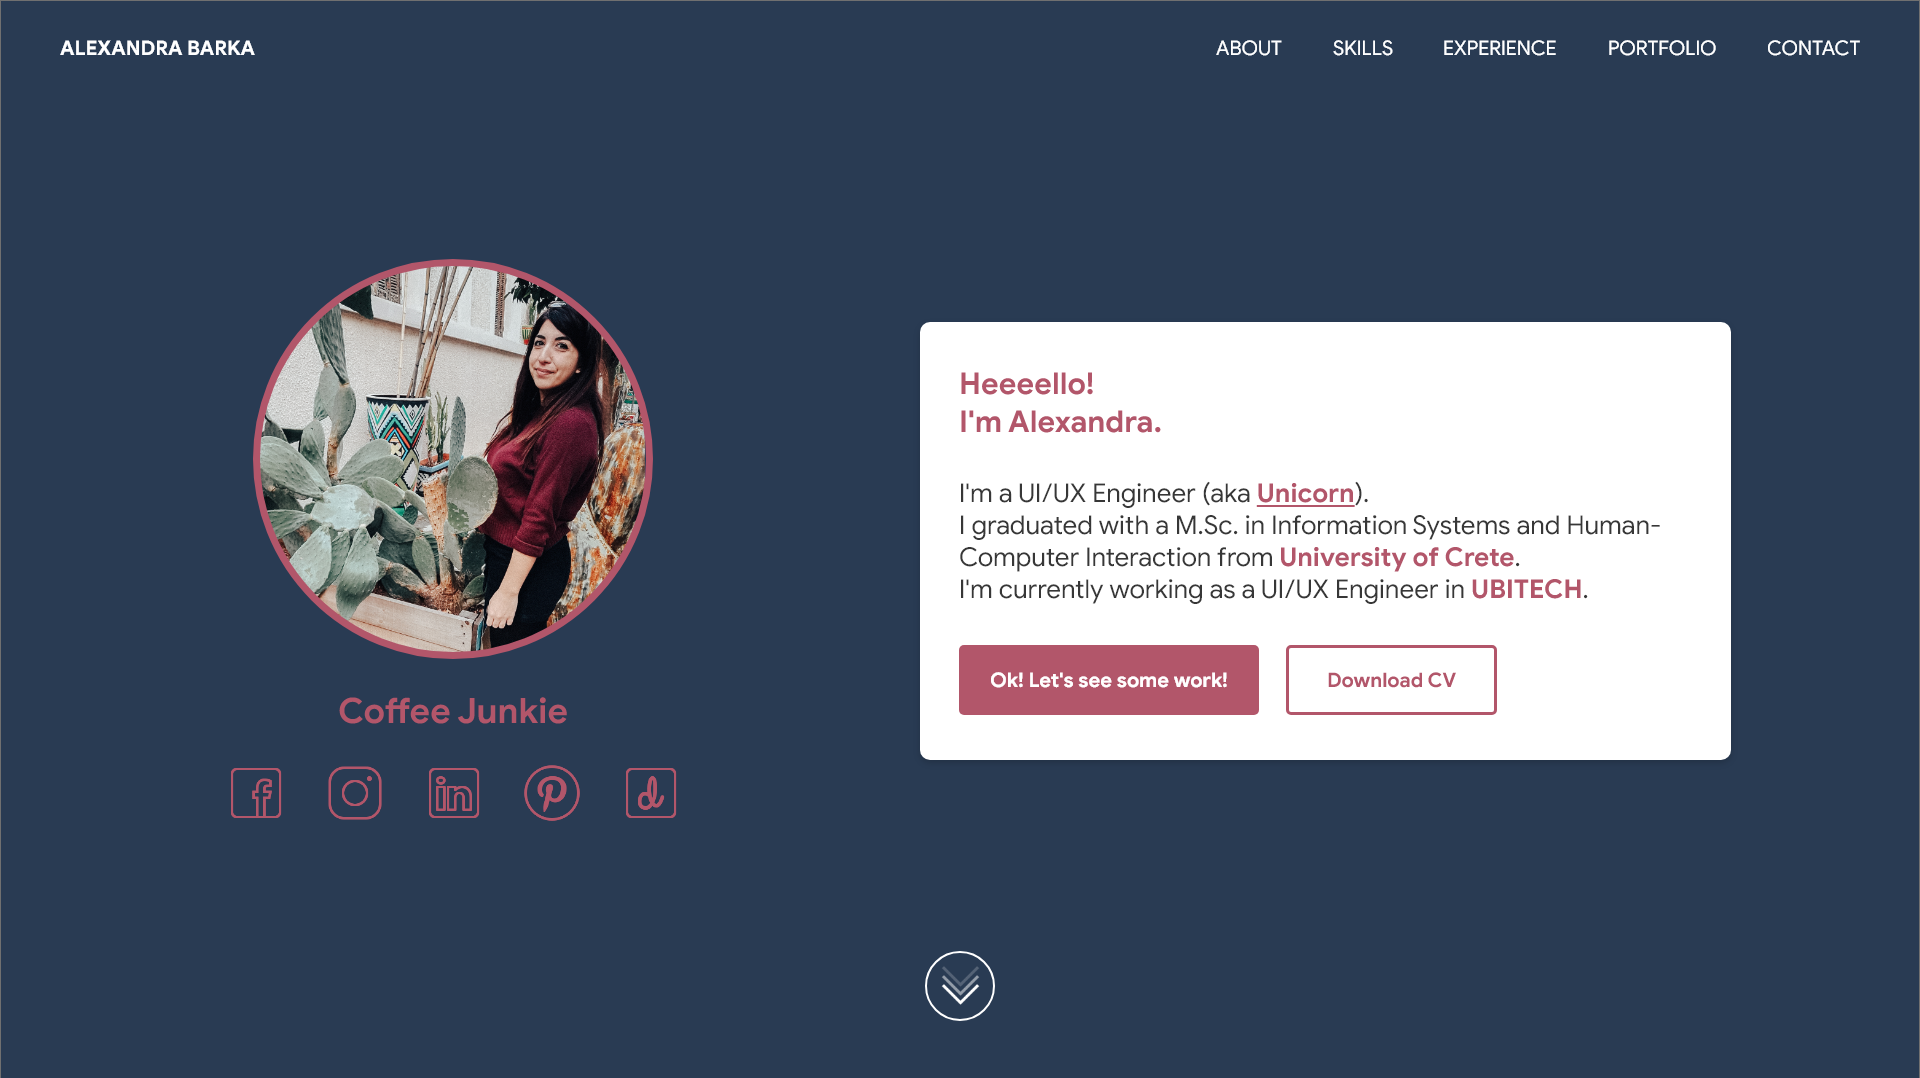 ALEXANDRA BARKA
ABOUT SKILLS EXPERIENCE PORTFOLIO CONTACT
Coffee Junkie
Heeeello!
I'm Alexandra.
I'm a UI/UX Engineer (aka Unicorn).
I graduated with a M.Sc. in Information Systems and Human-
Computer Interaction from University of Crete.
I'm currently working as a UI/UX Engineer in UBITECH.
Ok! Let's see some work!
Download CV